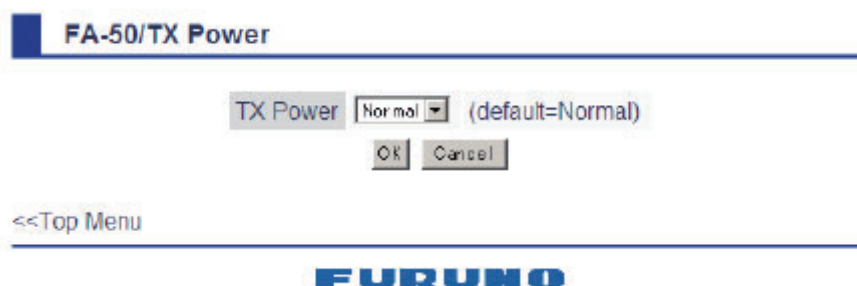 FA-50/TX Power
TX Power Normal (default=Normal)
OK Cancel
<<Top Menu
FURUNO